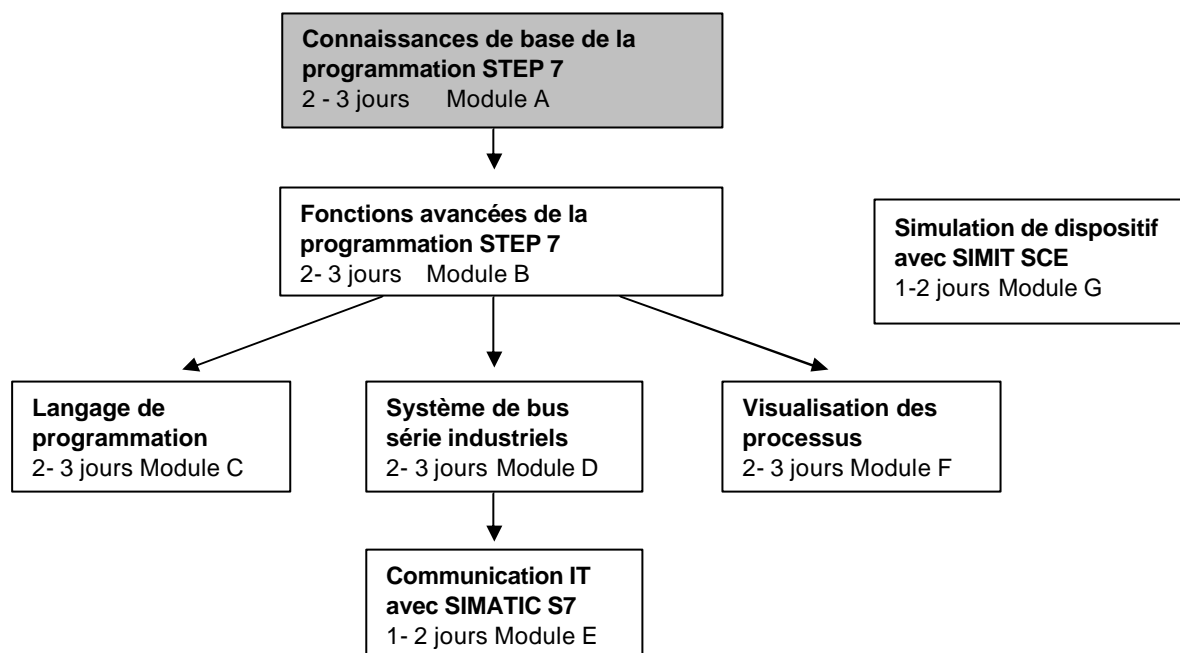 Connaissances de base de la
programmation STEP 7
2 - 3 jours Module A
Fonctions avancées de la
programmation STEP 7
2- 3 jours Module B
Simulation de dispositif
avec SIMIT SCE
1-2 jours Module G
Langage de
programmation
2- 3 jours Module C
Système de bus
série industriels
2- 3 jours Module D
Visualisation des
processus
2- 3 jours Module F
Communication IT
avec SIMATIC S7
1- 2 jours Module E